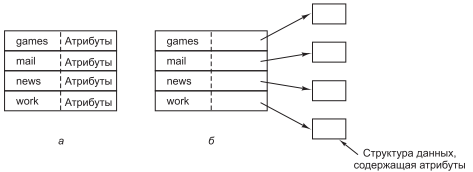 games Атрибуты
mail Атрибуты
news Атрибуты
work Атрибуты
а
games
mail
news
work
б
Структура данных,
содержащая атрибуты